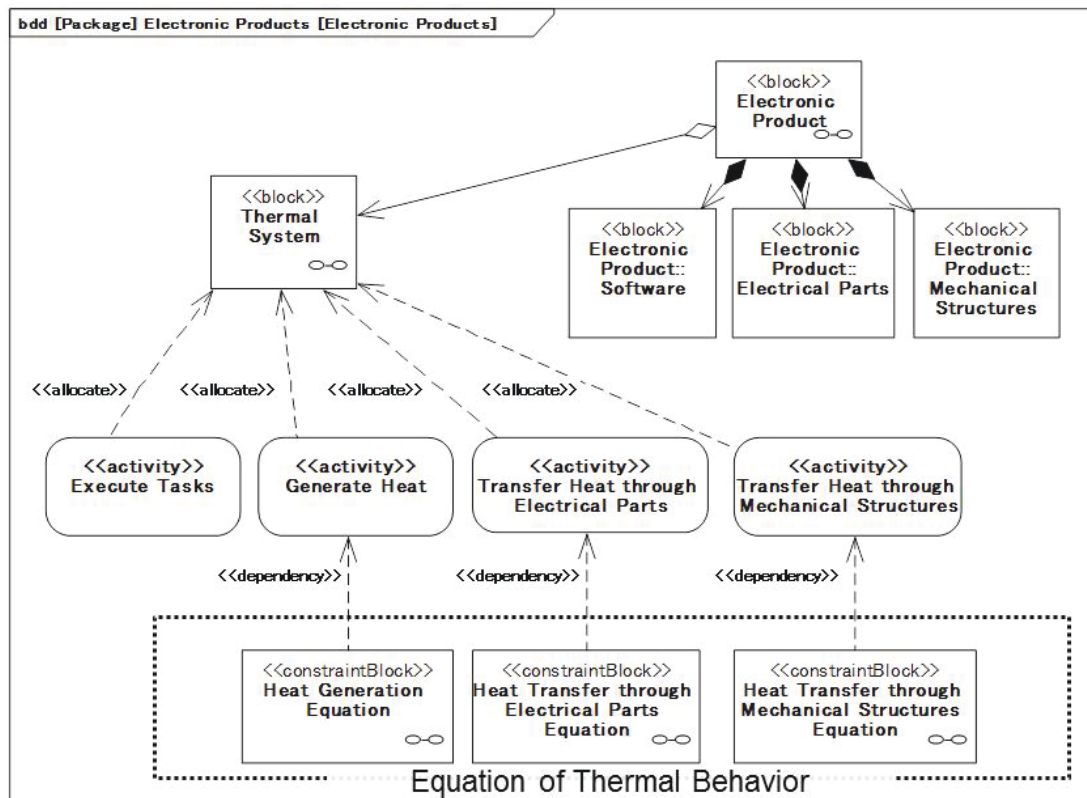 bdd [Package] Electronic Products [Electronic Products]
<<block>>
Electronic
Product
<<block>>
Thermal
System
<<block>>
Electronic
Product::
Software
<<block>>
Electronic
Product::
Electrical Parts
<<block>>
Electronic
Product::
Mechanical
Structures
<<allocate>>
<<allocate>>
<<allocate>>
<<allocate>>
<<activity>>
Execute Tasks
<<activity>>
Generate Heat
<<activity>>
Transfer Heat through
Electrical Parts
<<activity>>
Transfer Heat through
Mechanical Structures
<<dependency>>
<<dependency>>
<<dependency>>
<<constraintBlock>>
Heat Generation
Equation
<<constraintBlock>>
Heat Transfer through
Electrical Parts
Equation
<<constraintBlock>>
Heat Transfer through
Mechanical Structures
Equation
Equation of Thermal Behavior